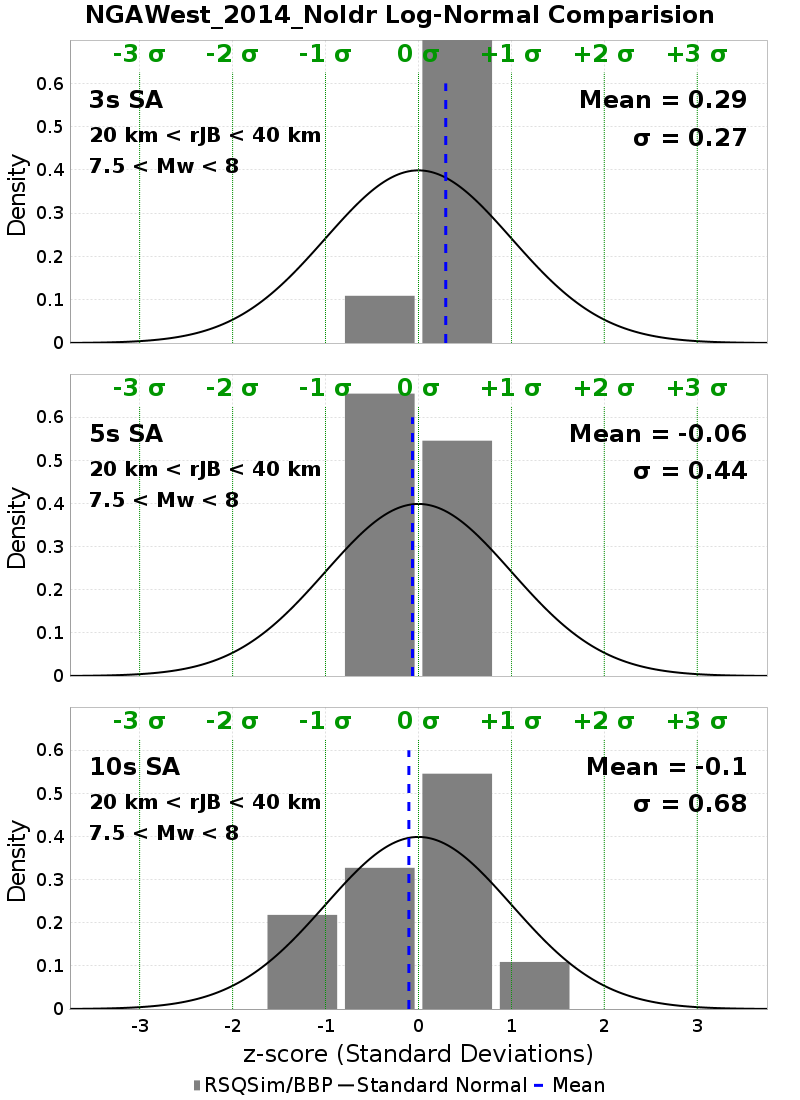 NGAWest_2014_NoIdr Log-Normal Comparision
-3 σ -2 σ -1 σ 0 σ +1 σ +2 σ +3 σ
0.6
3s SA Mean = 0.29
0.5
20 km < rJB < 40 km σ = 0.27
7.5 < Mw < 8
0.4
0.3
0.2
0.1
0
Density
-3 σ -2 σ -1 σ 0 σ +1 σ +2 σ +3 σ
0.6
5s SA Mean = -0.06
0.5
20 km < rJB < 40 km σ = 0.44
7.5 < Mw < 8
0.4
0.3
0.2
0.1
0
Density
-3 σ -2 σ -1 σ 0 σ +1 σ +2 σ +3 σ
0.6
10s SA Mean = -0.1
0.5
20 km < rJB < 40 km σ = 0.68
7.5 < Mw < 8
0.4
0.3
0.2
0.1
0
Density
-3 -2 -1 0 1 2 3
z-score (Standard Deviations)
RSQSim/BBP Standard Normal Mean